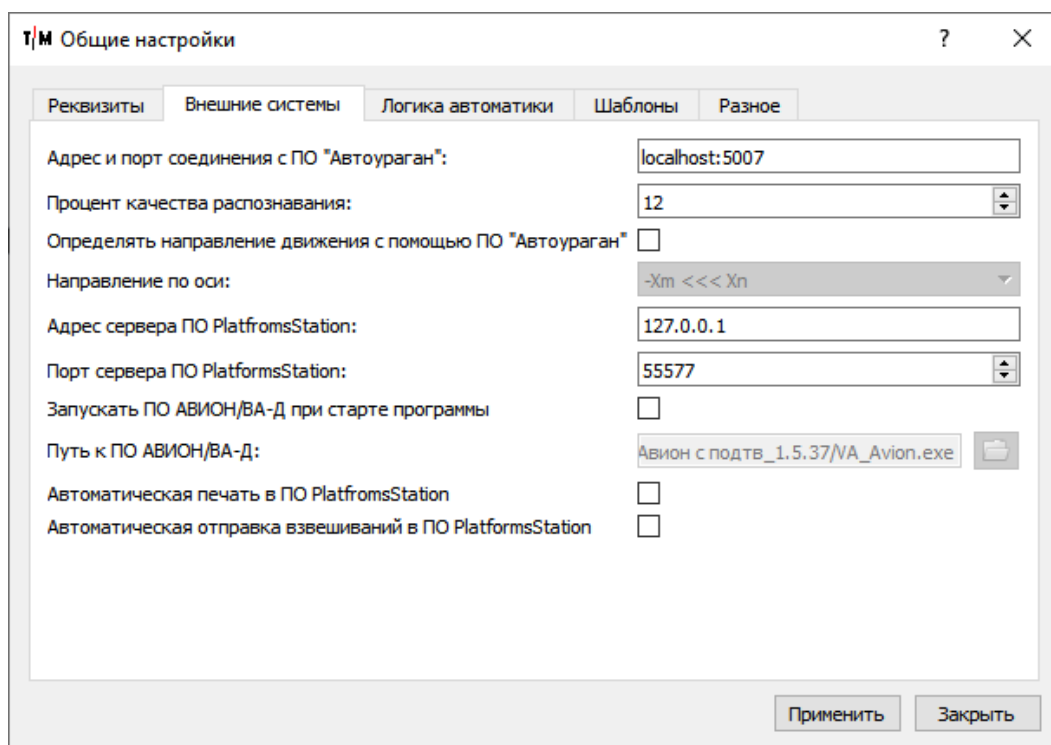 Т|М Общие настройки ?
Реквизиты Внешние системы Логика автоматики Шаблоны Разное
Адрес и порт соединения с ПО "Автоураган": localhost:5007
Процент качества распознавания: 12
Определять направление движения с помощью ПО "Автоураган"
Направление по оси: -Xm <<< Xn
Адрес сервера ПО PlatfromsStation: 127.0.0.1
Порт сервера ПО PlatformsStation: 55577
Запускать ПО АВИОН/ВА-Д при старте программы
Путь к ПО АВИОН/ВА-Д: Авион с подтв_1.5.37/VA_Avion.exe
Автоматическая печать в ПО PlatfromsStation
Автоматическая отправка взвешиваний в ПО PlatformsStation
Применить Закрыть